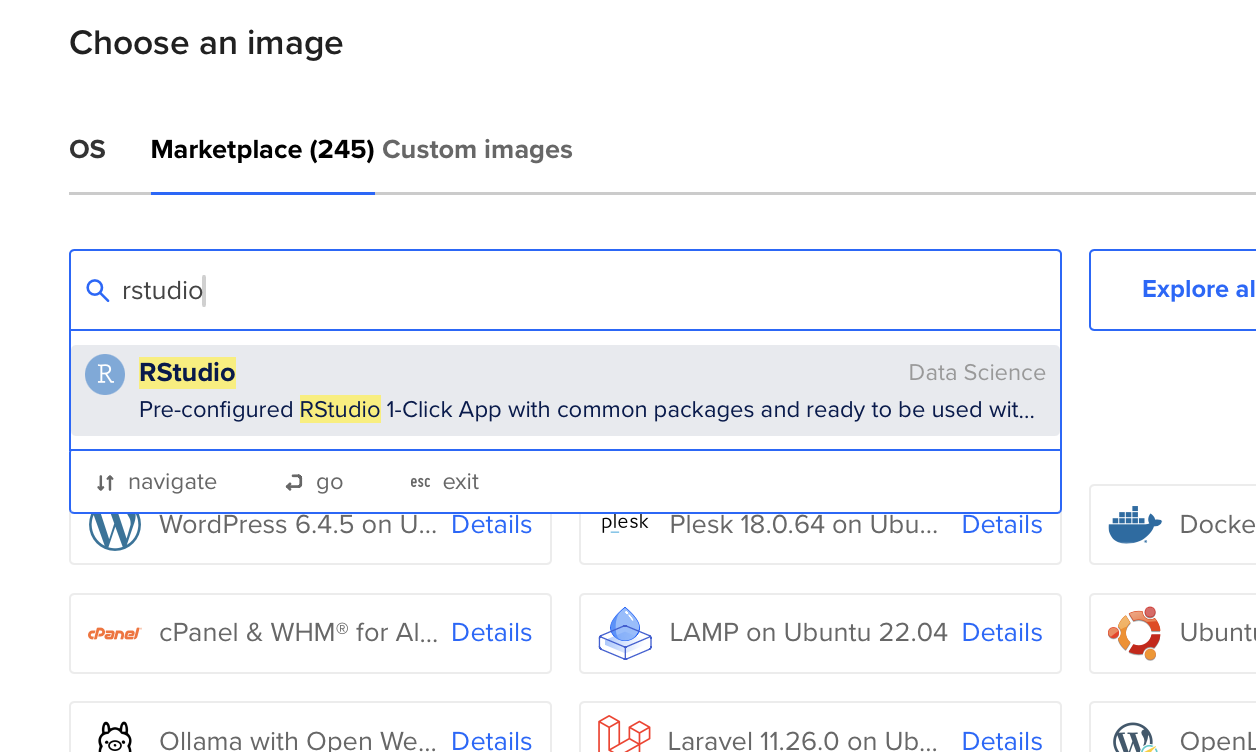 Choose an image
OS Marketplace (245) Custom images
rstudio
Explore al
R RStudio Data Science
Pre-configured RStudio 1-Click App with common packages and ready to be used wit...
navigate go esc exit
WordPress 6.4.5 on U... Details
plesk Plesk 18.0.64 on Ubu... Details
Docke
cPanel cPanel & WHM® for Al... Details
LAMP on Ubuntu 22.04 Details
Ubuntu
Ollama with Open We... Details
Laravel 11.26.0 on Ub... Details
OpenL